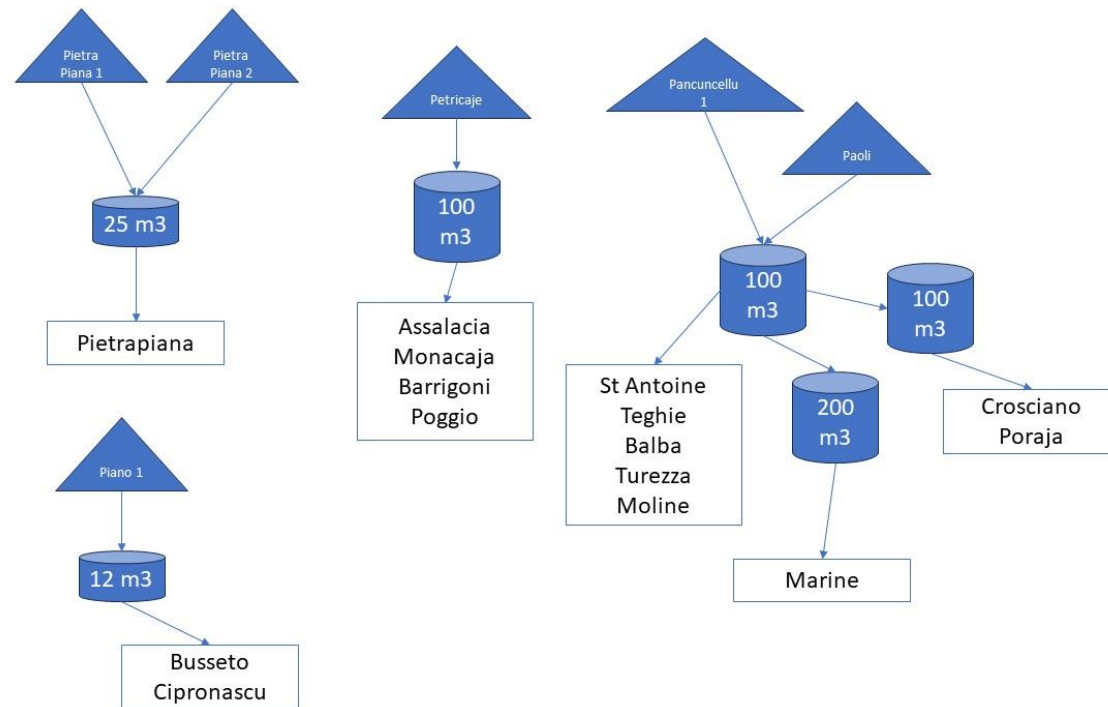 Pietra
Piana 1
Pietra
Piana 2
25 m3
Pietrapiana
Piano 1
12 m3
Busseto
Cipronascu
Petricaje
100
m3
Assalacia
Monacaja
Barrigoni
Poggio
Pancuncellu
1
Paoli
100
m3
100
m3
200
m3
St Antoine
Teghie
Balba
Turezza
Moline
Crosciano
Poraja
Marine